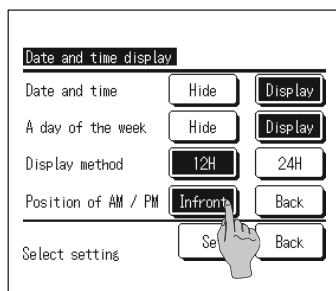 Date and time display
Date and time Hide Display
A day of the week Hide Display
Display method 12H 24H
Position of AM / PM Infront Back
Select setting Back